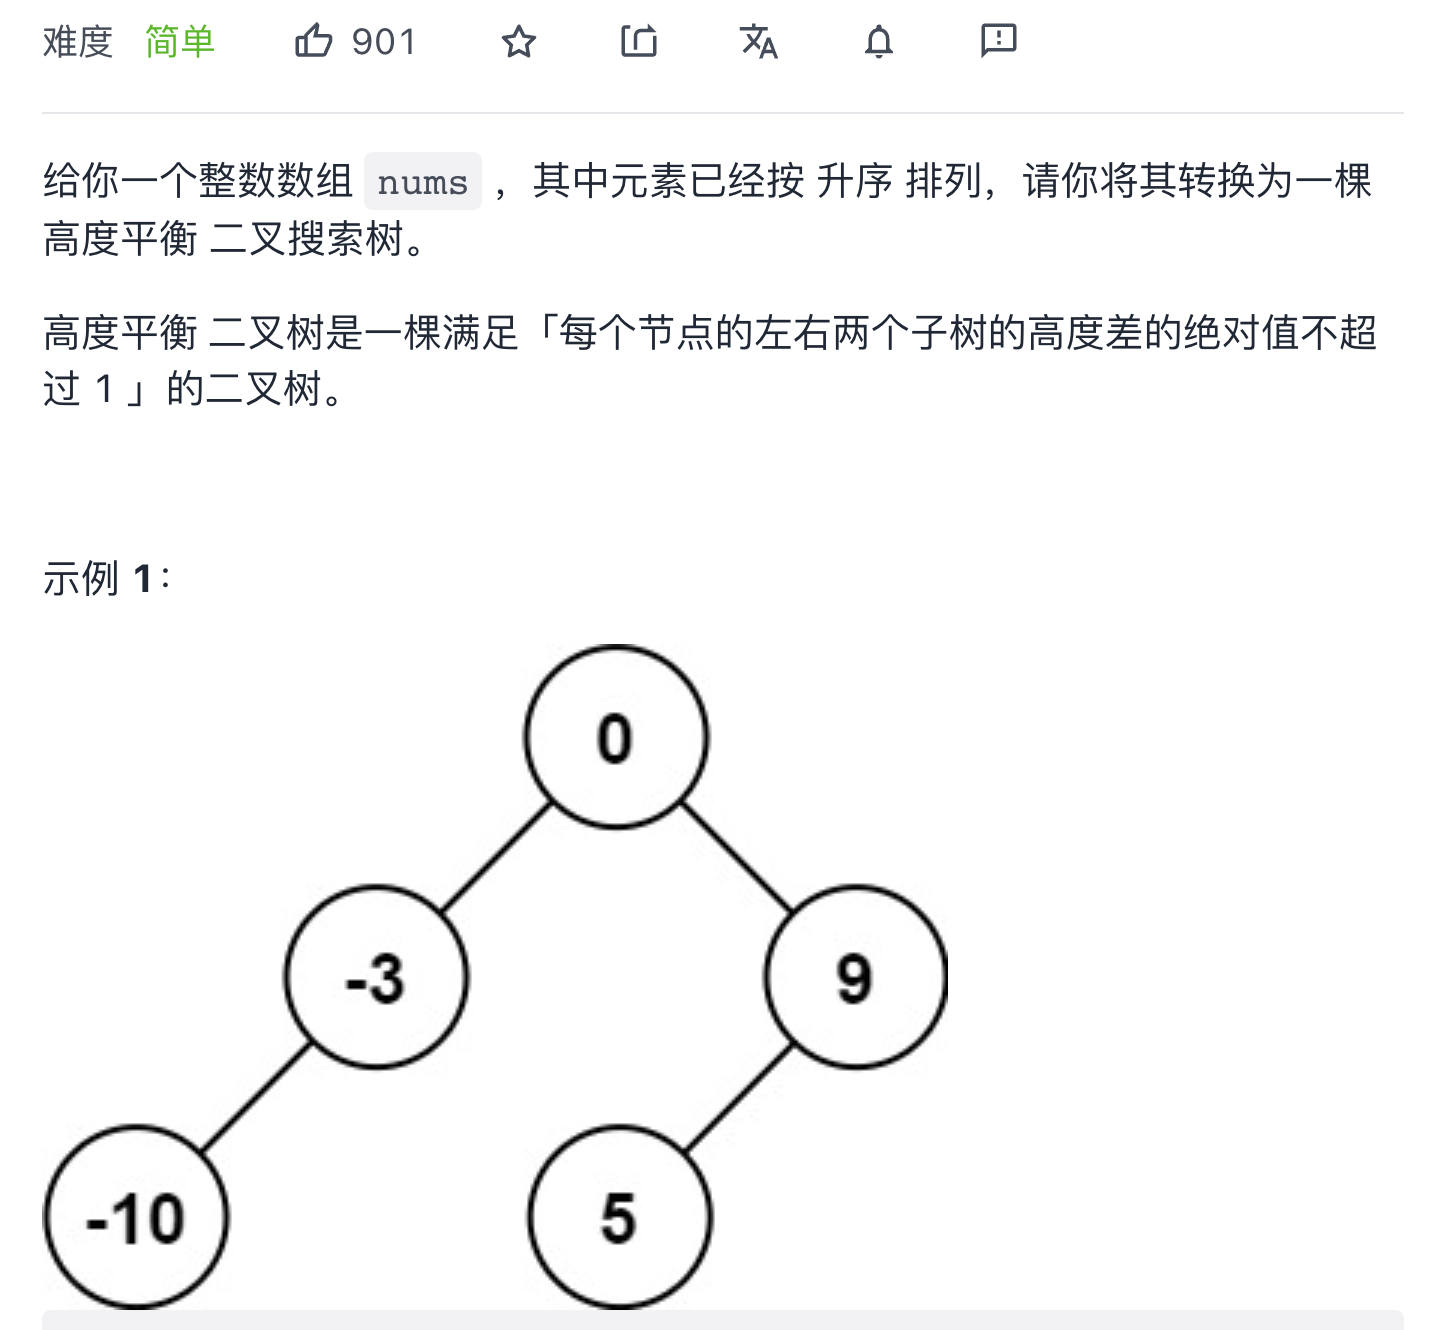 难度 简单 901
给你一个整数数组 nums ，其中元素已经按 升序 排列，请你将其转换为一棵
高度平衡 二叉搜索树。
高度平衡 二叉树是一棵满足「每个节点的左右两个子树的高度差的绝对值不超
过 1 」的二叉树。
示例 1：
0
-3 9
-10 5